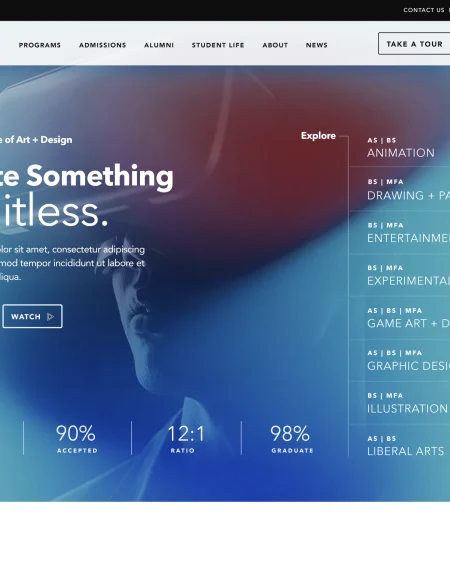 CONTACT US
PROGRAMS ADMISSIONS ALUMNI STUDENT LIFE ABOUT NEWS
TAKE A TOUR
e of Art + Design
te Something
itless.
olor sit amet, consectetur adipiscing
mod tempor incididunt ut labore et
liqua.
WATCH
90%
ACCEPTED
12:1
RATIO
98%
GRADUATE
Explore
AS | BS
ANIMATION
BS | MFA
DRAWING + PA
BS | MFA
ENTERTAINME
BS | MFA
EXPERIMENTAL
AS | BS | MFA
GAME ART + D
AS | BS | MFA
GRAPHIC DESI
BS | MFA
ILLUSTRATION
AS | BS
LIBERAL ARTS